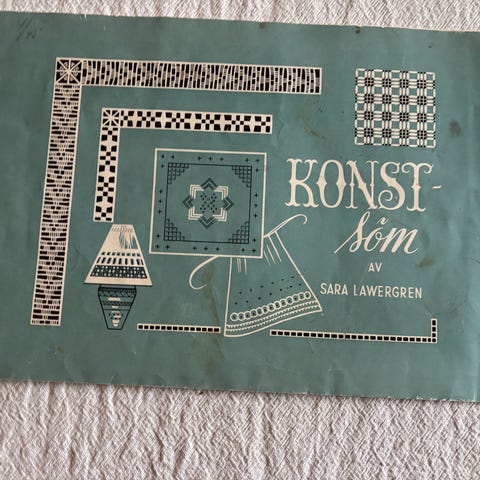 KONST-
söm
AV
SARA LAWERGREN